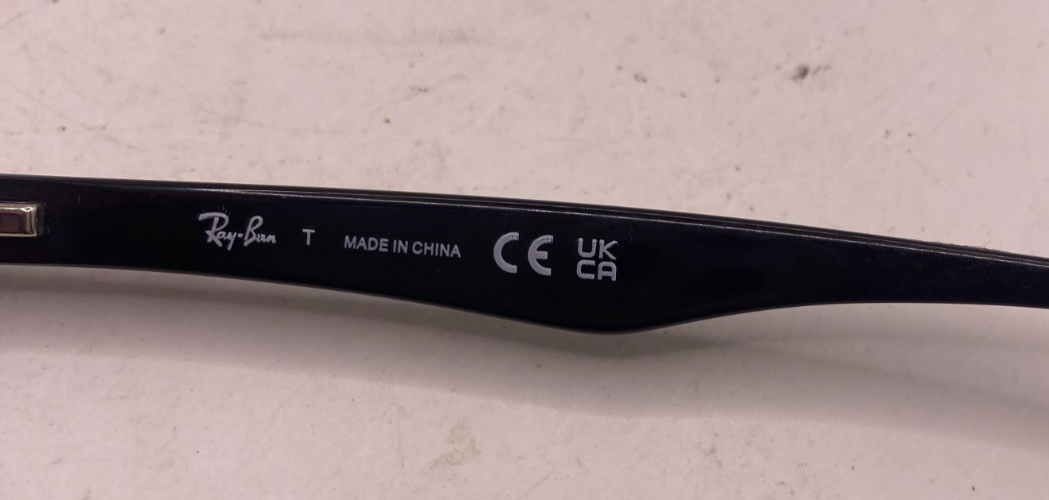 Ray-Ban T MADE IN CHINA CE UK
CA